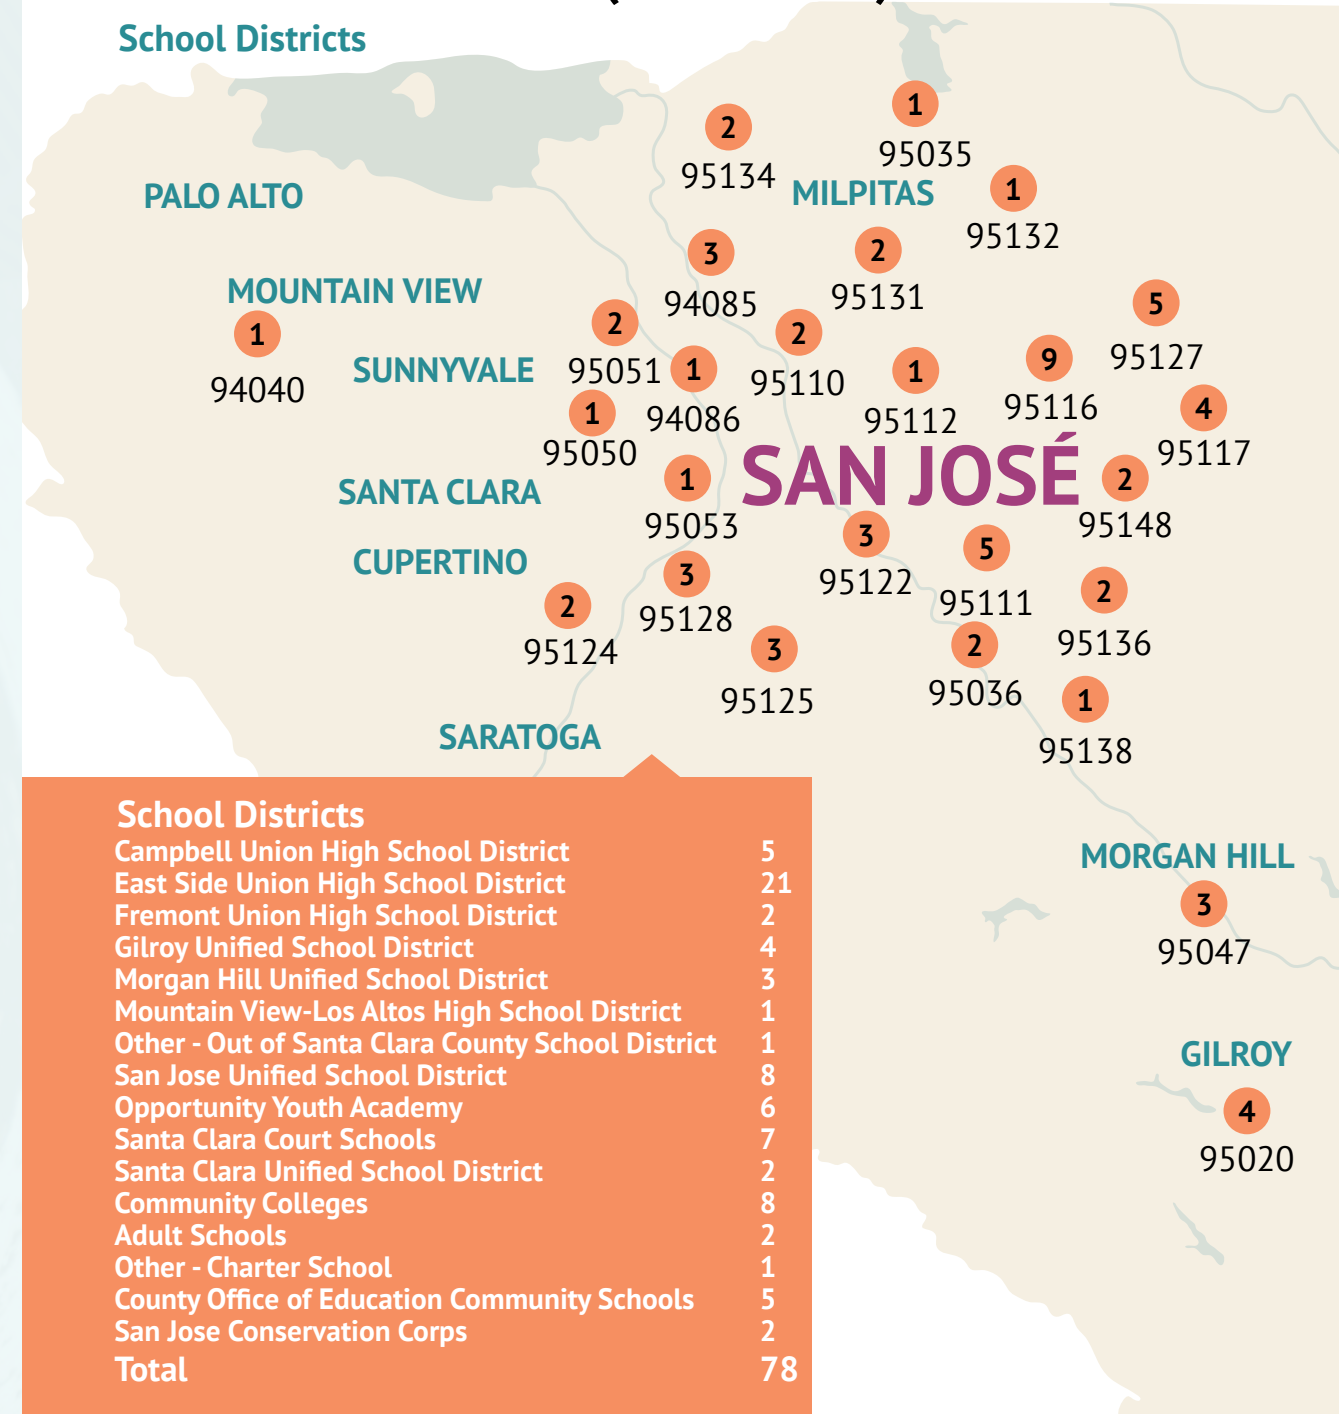 School Districts
1
95035
2
95134
MILPITAS
1
95132
PALO ALTO
3
94085
2
95131
MOUNTAIN VIEW
1
94040
2
95051
2
95110
5
95127
SUNNYVALE
1
94086
1
95112
9
95116
4
95117
1
95050
SAN JOSÉ
SANTA CLARA
1
95053
2
95148
CUPERTINO
3
95122
5
95111
2
95124
3
95128
2
95136
3
95125
2
95036
1
95138
SARATOGA
School Districts
Campbell Union High School District 5
East Side Union High School District 21
Fremont Union High School District 2
Gilroy Unified School District 4
Morgan Hill Unified School District 3
Mountain View-Los Altos High School District 1
Other - Out of Santa Clara County School District 1
San Jose Unified School District 8
Opportunity Youth Academy 6
Santa Clara Court Schools 7
Santa Clara Unified School District 2
Community Colleges 8
Adult Schools 2
Other - Charter School 1
County Office of Education Community Schools 5
San Jose Conservation Corps 2
Total 78
MORGAN HILL
3
95047
GILROY
4
95020